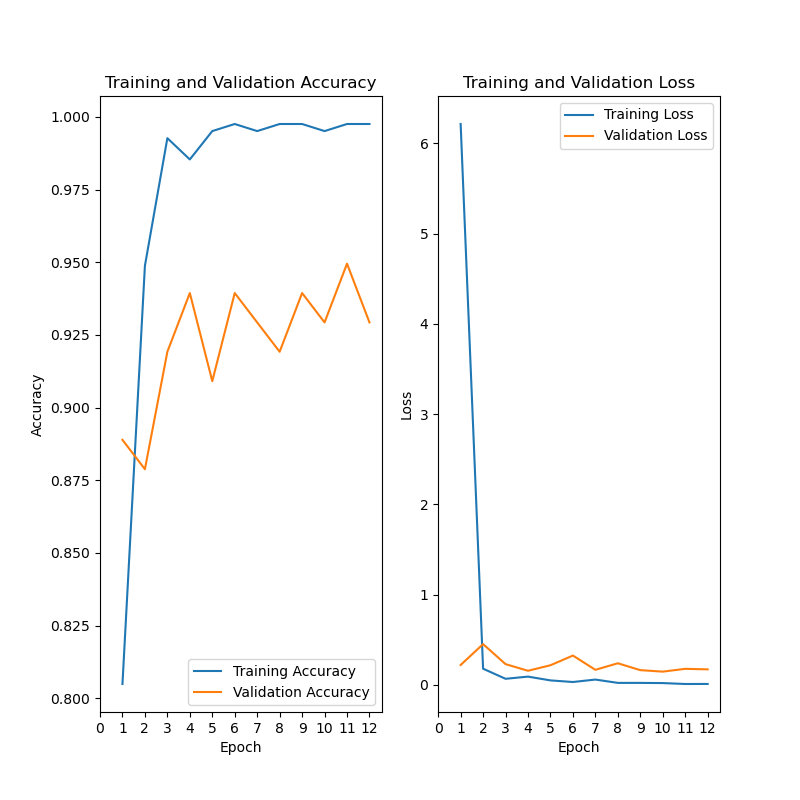 Training and Validation Accuracy
1.000
0.975
0.950
0.925
0.900
0.875
0.850
0.825
0.800
Accuracy
Training Accuracy
Validation Accuracy
0 1 2 3 4 5 6 7 8 9 10 11 12
Epoch
Training and Validation Loss
Training Loss
Validation Loss
6
5
4
3
2
1
0
Loss
0 1 2 3 4 5 6 7 8 9 10 11 12
Epoch